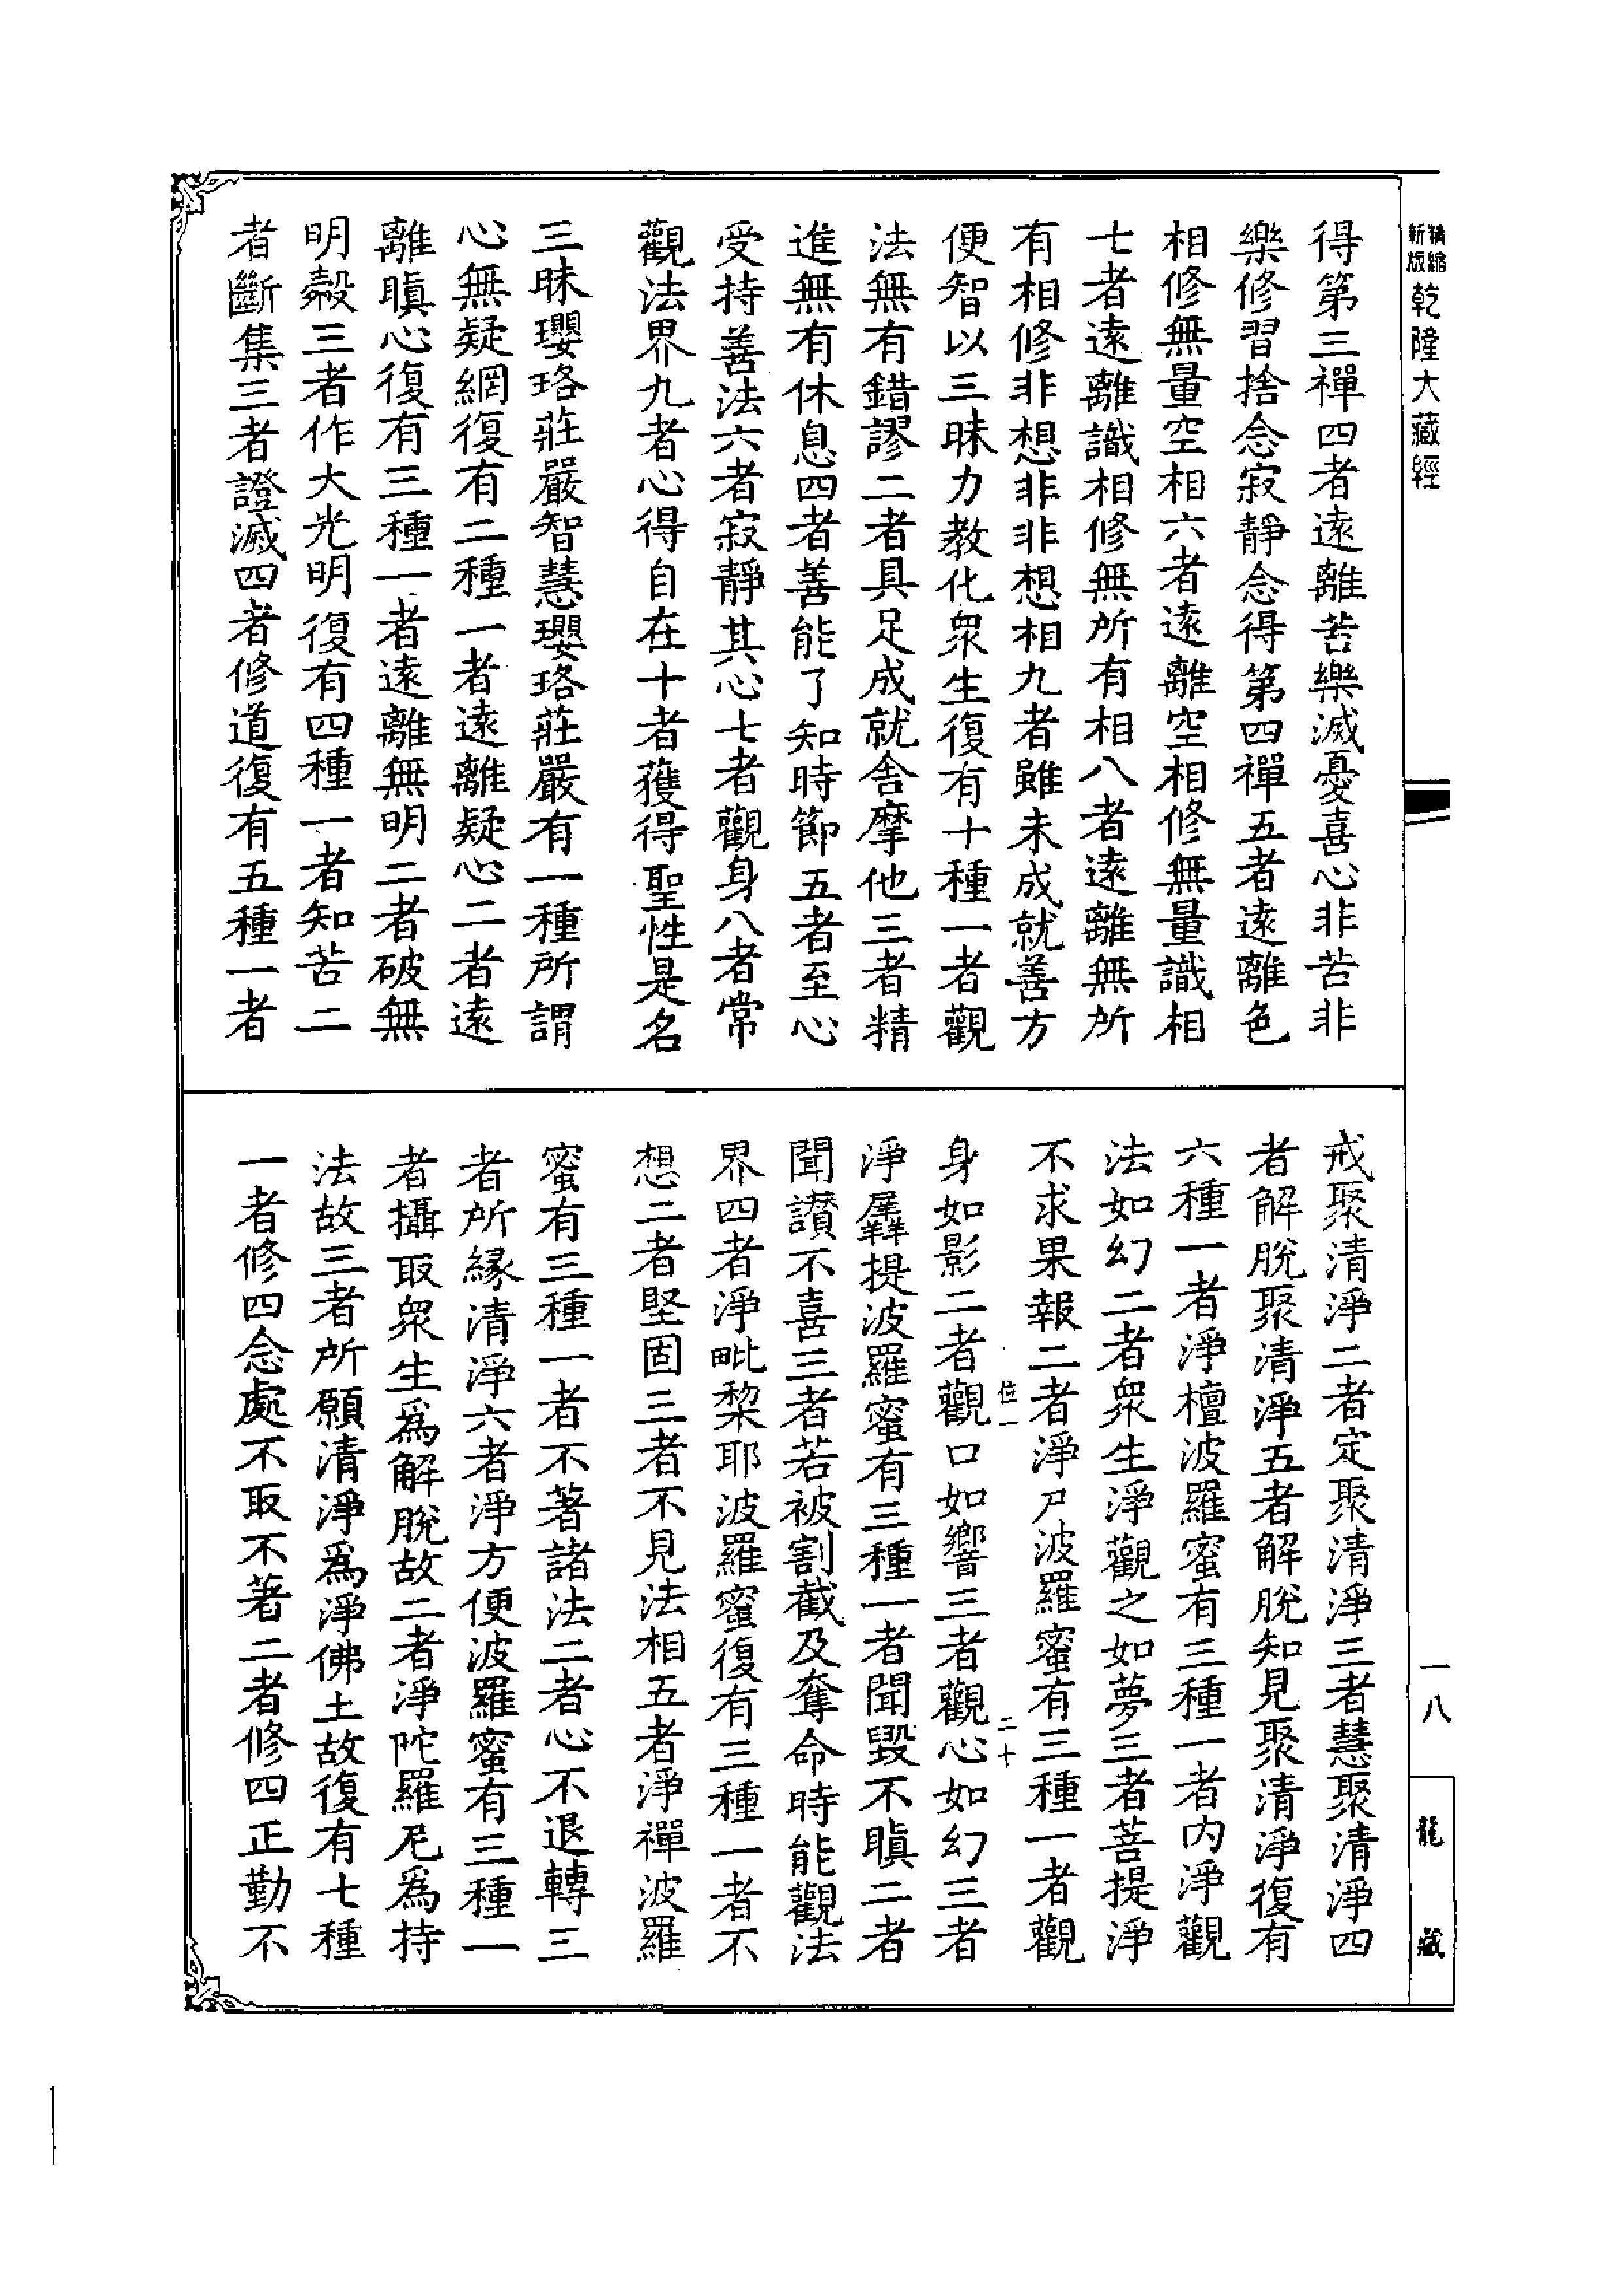 新版
精縮
乾隆大藏經
得第三禪四者遠離苦樂滅憂喜心非苦非
樂修習捨念寂靜念得第四禪五者遠離色
相修無量空相六者遠離空相修無量識相
七者遠離識相修無所有相八者遠離無所
有相修非想非非想相九者雖未成就善方
便智以三昧力教化衆生復有十種一者觀
法無有錯謬二者具足成就舍摩他三者精
進無有休息四者善能了知時節五者至心
受持善法六者寂靜其心七者觀身八者常
觀法界九者心得自在十者獲得聖性是名
三昧瓔珞莊嚴智慧瓔珞莊嚴有一種所謂
心無疑網復有二種一者遠離疑心二者遠
離瞋心復有三種一者遠離無明二者破無
明縠三者作大光明復有四種一者知苦二
者斷集三者證滅四者修道復有五種一者
戒聚清淨二者定聚清淨三者慧聚清淨四
者解脫聚清淨五者解脫知見聚清淨復有
六種一者淨檀波羅蜜有三種一者內淨觀
法如幻二者衆生淨觀之如夢三者菩提淨
不求果報二者淨尸波羅蜜有三種一者觀
位一
二十
身如影二者觀口如響三者觀心如幻三者
淨羼提波羅蜜有三種一者聞毀不瞋二者
聞讃不喜三者若被割截及奪命時能觀法
界四者淨毗棃耶波羅蜜復有三種一者不
想二者堅固三者不見法相五者淨禪波羅
蜜有三種一者不著諸法二者心不退轉三
者所緣清淨六者淨方便波羅蜜有三種一
者攝取衆生爲解脫故二者淨陀羅尼爲持
法故三者所願清淨爲淨佛土故復有七種
一者修四念處不取不著二者修四正勤不
一八
龍藏